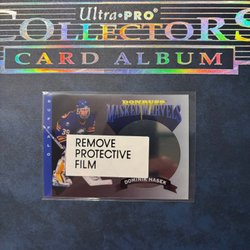 Ultra·PRO®
COLLECTORS
CARD ALBUM
DONRUSS
MASKED MARVELS
REMOVE
PROTECTIVE
FILM
DOMINIK HASEK